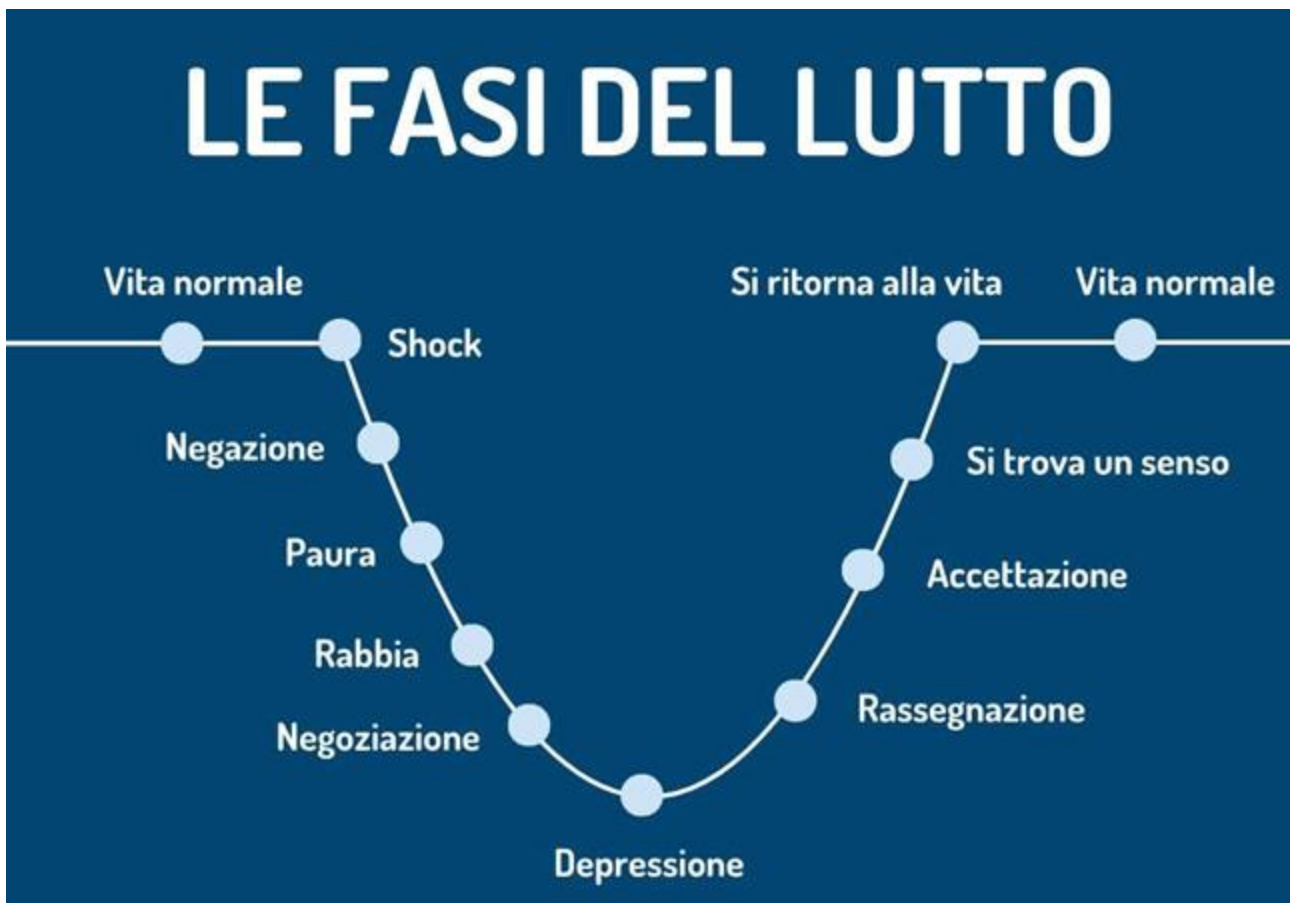 LE FASI DEL LUTTO
Vita normale
Shock
Negazione
Paura
Rabbia
Negoziazione
Depressione
Rassegnazione
Accettazione
Si trova un senso
Si ritorna alla vita
Vita normale